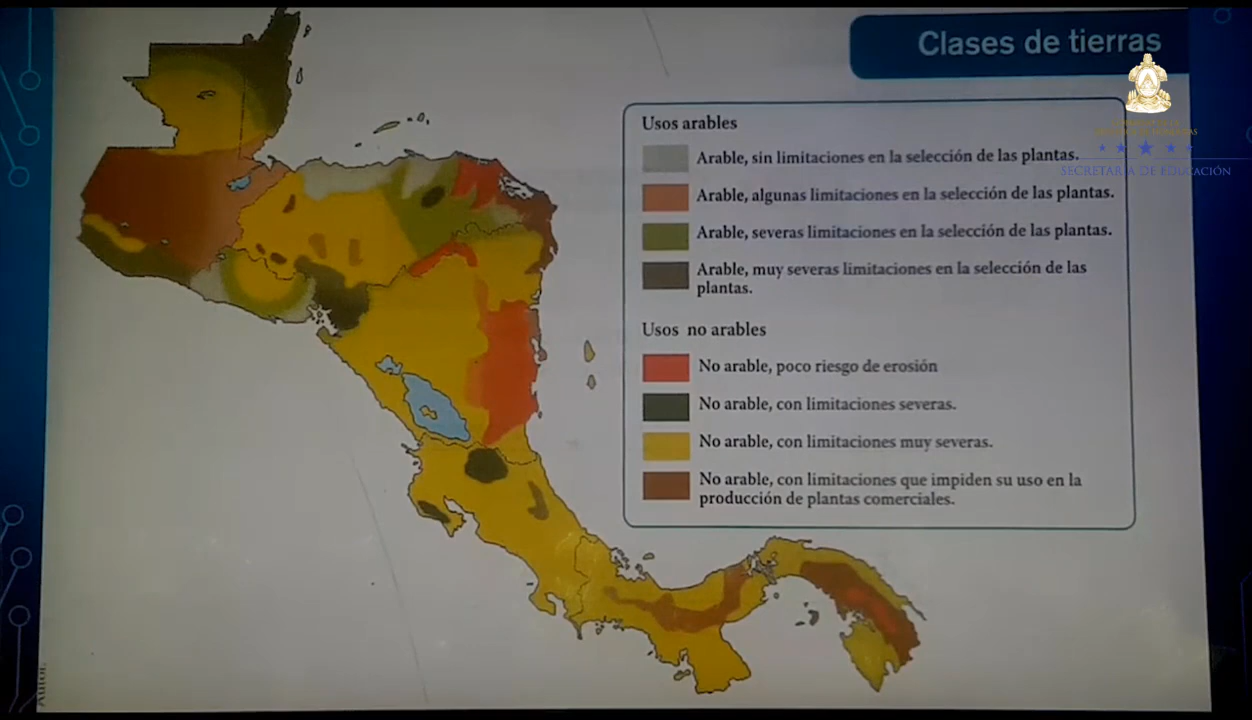 Clases de tierras
Usos arables
Arable, sin limitaciones en la selección de las plantas.
Arable, algunas limitaciones en la selección de las plantas.
Arable, severas limitaciones en la selección de las plantas.
Arable, muy severas limitaciones en la selección de las
plantas.
Usos no arables
No arable, poco riesgo de erosión
No arable, con limitaciones severas.
No arable, con limitaciones muy severas.
No arable, con limitaciones que impiden su uso en la
producción de plantas comerciales.
SECRETARÍA DE EDUCACIÓN